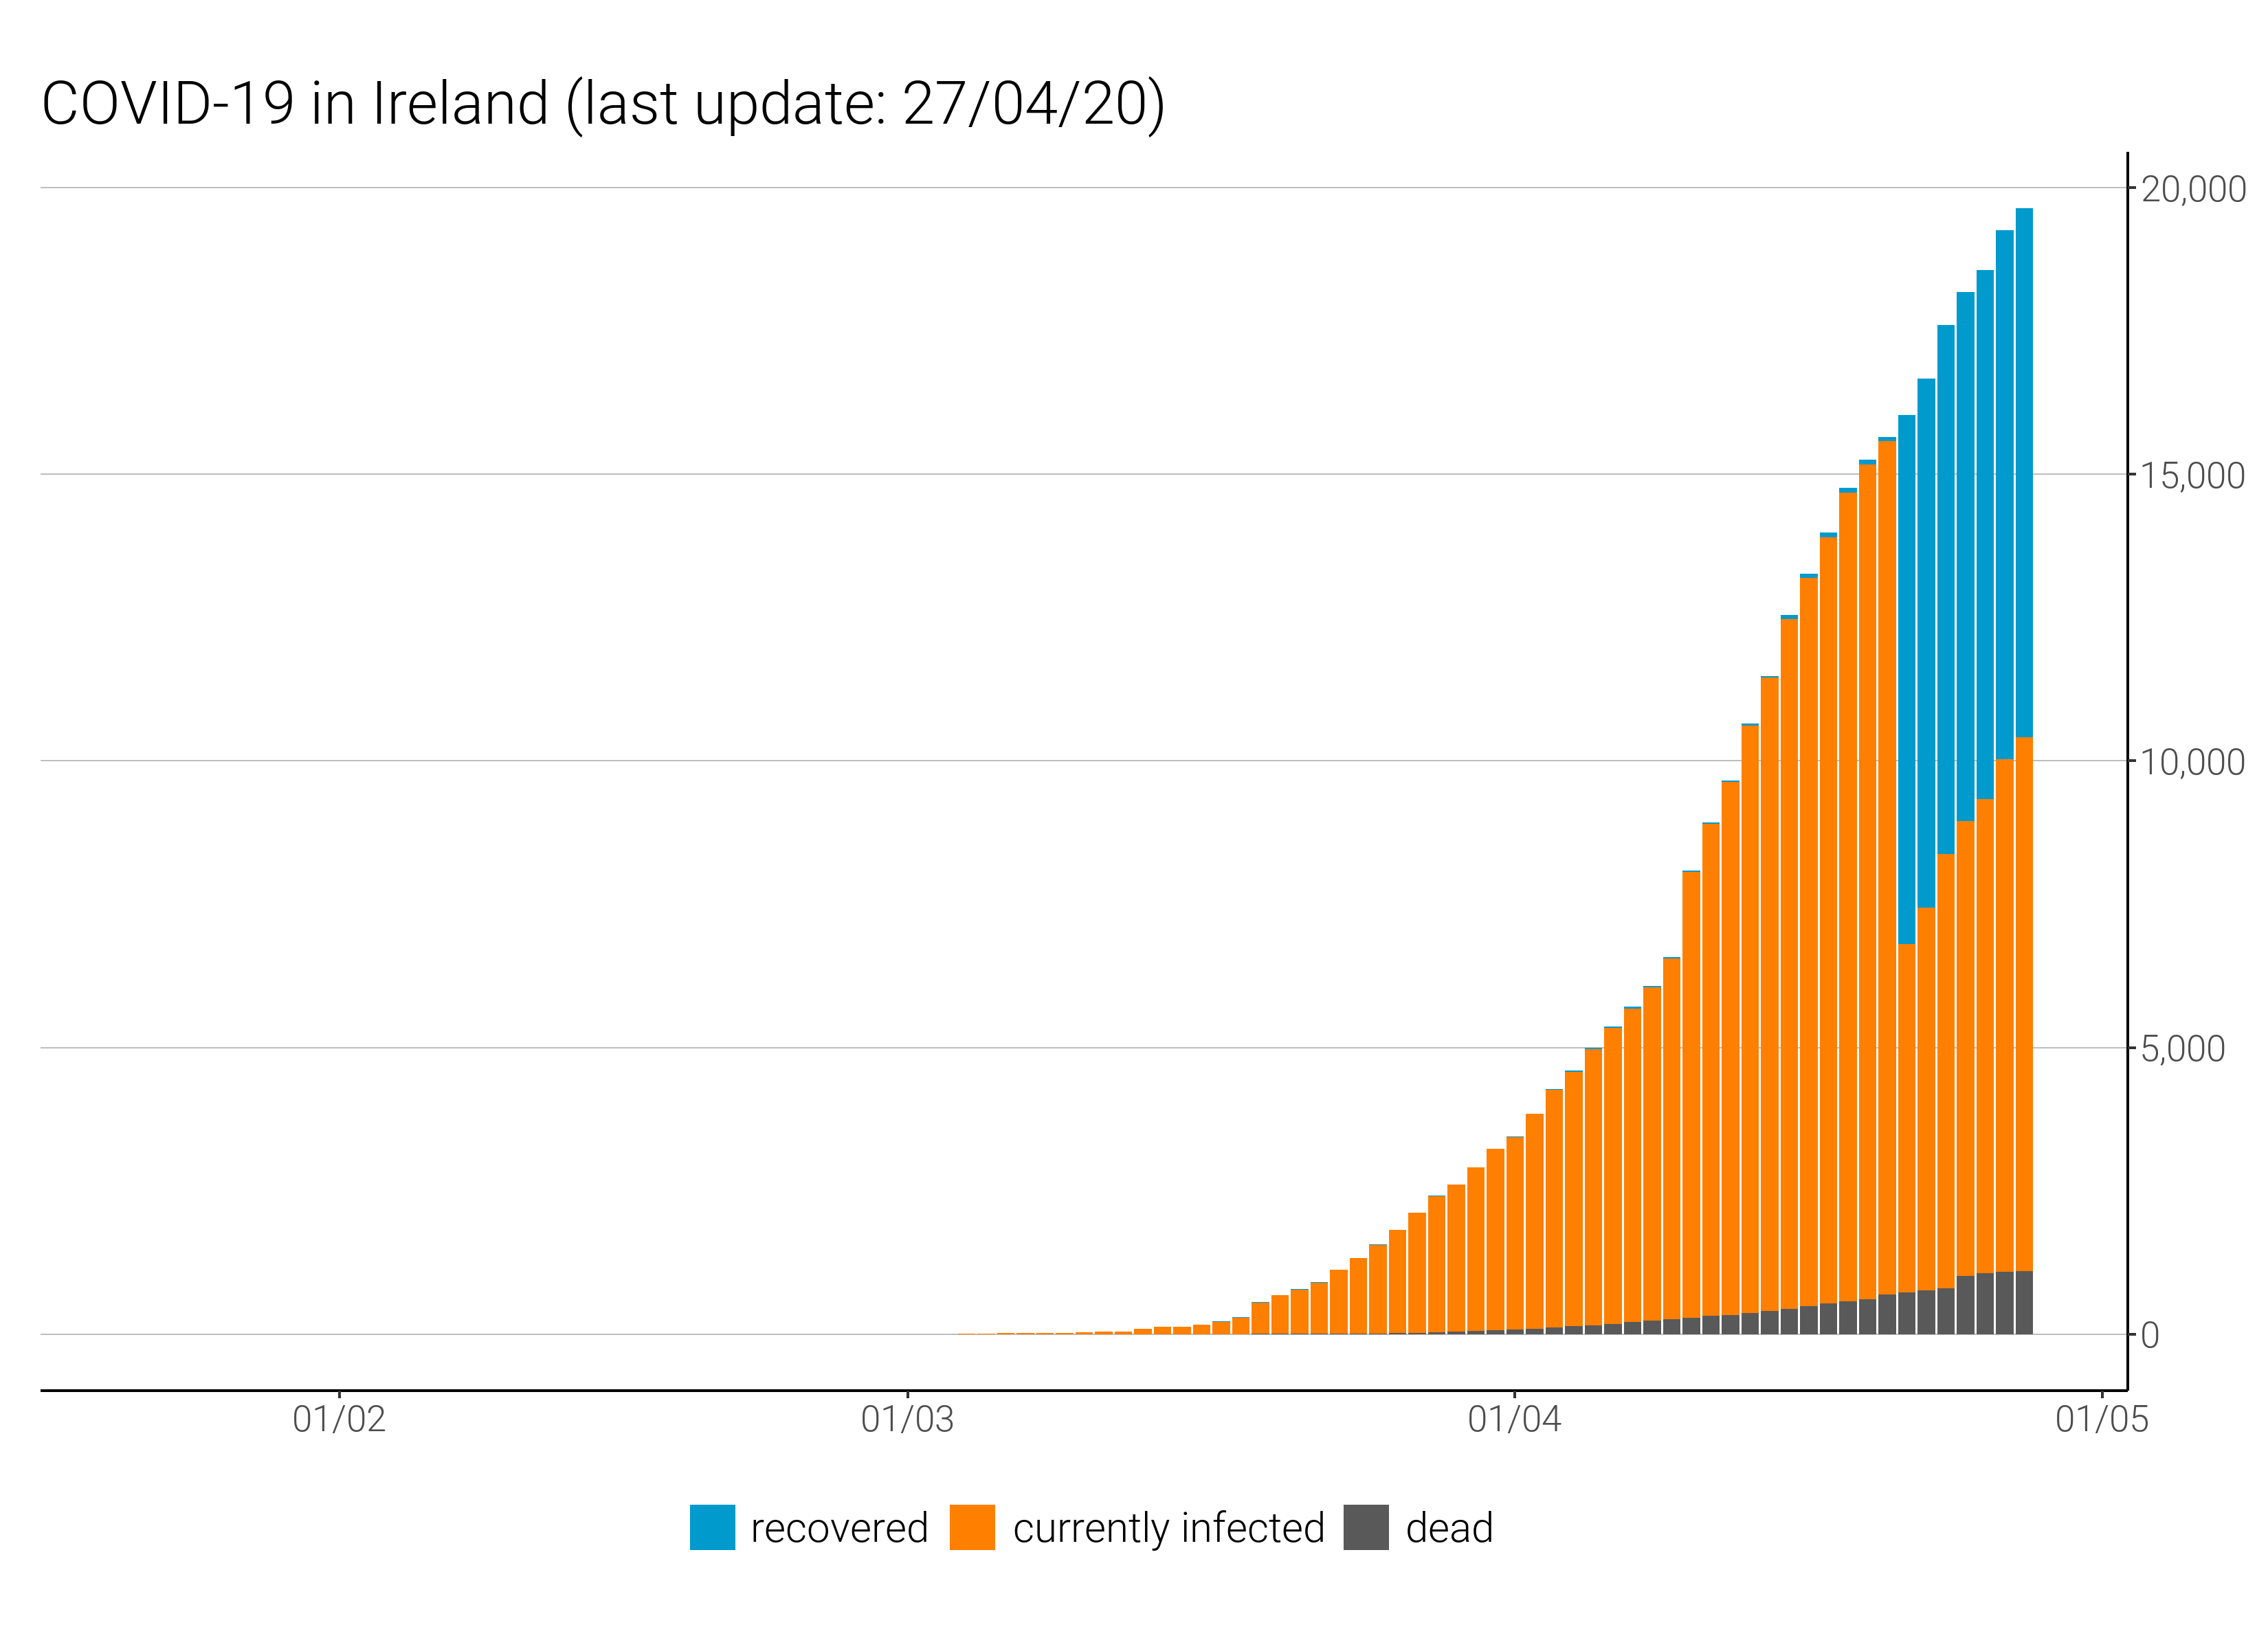 COVID-19 in Ireland (last update: 27/04/20)
20,000
15,000
10,000
5,000
0
01/02 01/03 01/04 01/05
recovered currently infected dead